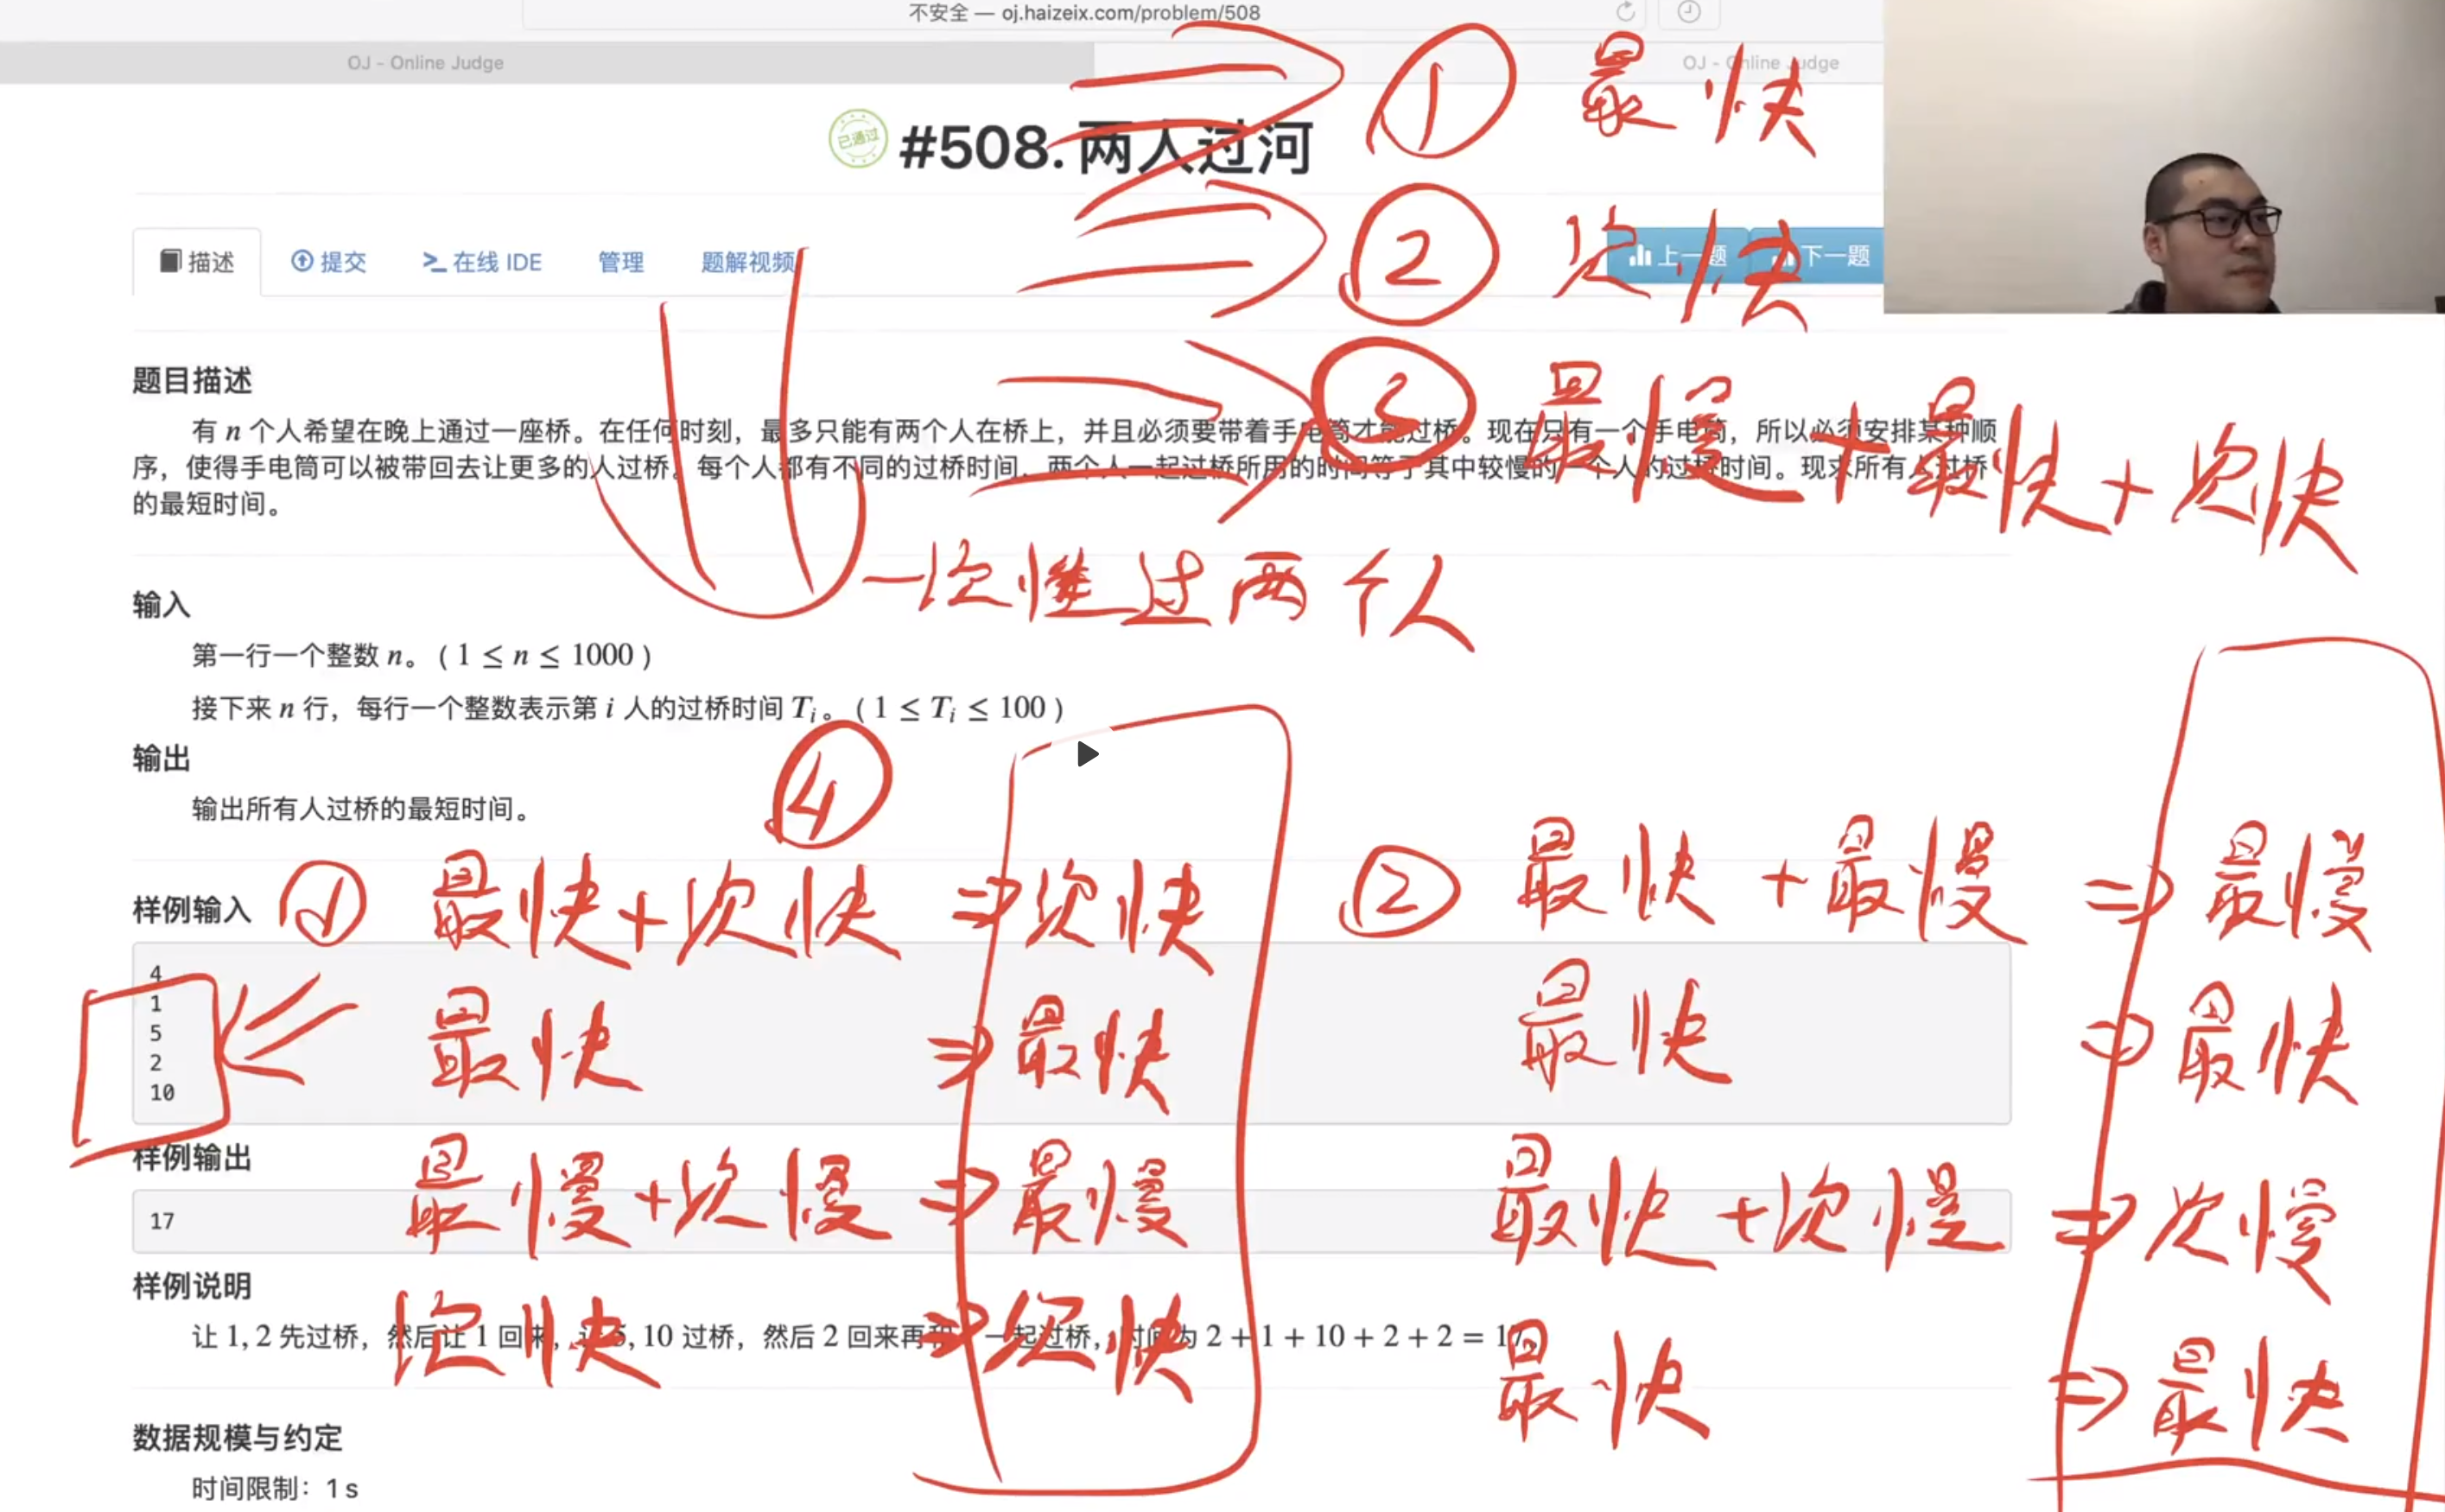 不安全 — oj.haizeix.com/problem/508
OJ - Online Judge
OJ - Online Judge
① 最快
已通过
#508. 两人过河
② 次快
描述 提交 在线 IDE 管理 题解视频 上一题 下一题
③ 最慢+最快+次快
题目描述
有 n 个人希望在晚上通过一座桥。在任何时刻，最多只能有两个人在桥上，并且必须要带着手电筒才能过桥。现在只有一个手电筒，所以必须安排某种顺
序，使得手电筒可以被带回去让更多的人过桥。每个人都有不同的过桥时间，两个人一起过桥所用的时间等于其中较慢的一个人的过桥时间。现求所有人过桥
的最短时间。
一次性过两个人
输入
第一行一个整数 n。( 1 ≤ n ≤ 1000 )
接下来 n 行，每行一个整数表示第 i 人的过桥时间 Ti。( 1 ≤ Ti ≤ 100 )
输出
④
输出所有人过桥的最短时间。
样例输入
① 最快+次快 ⇒ 次快
② 最快+最慢 ⇒ 最慢
4
1
5
2
10
最快 ⇒ 最快
最快 ⇒ 最快
样例输出
最慢+次慢 ⇒ 最慢
最快+次慢 ⇒ 次慢
17
样例说明
次快 ⇒ 次快
最快 ⇒ 最快
让 1, 2 先过桥，然后让 1 回来，让 5, 10 过桥，然后 2 回来再和 一起过桥，时间为 2 + 1 + 10 + 2 + 2 = 17
数据规模与约定
时间限制：1 s